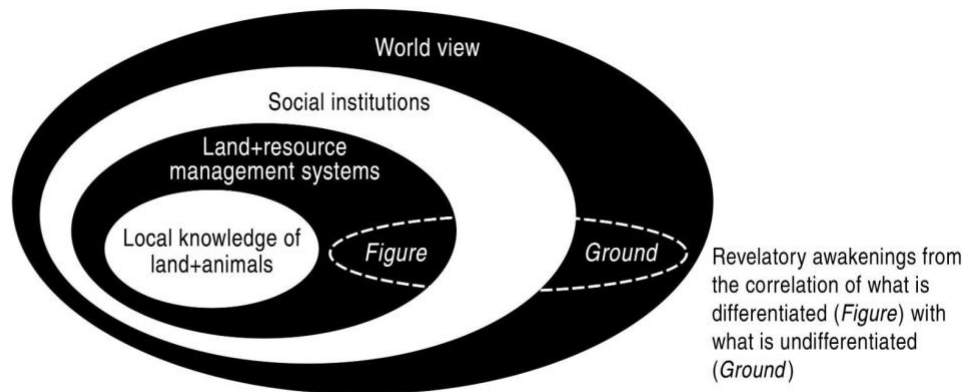 World view
Social institutions
Land+resource
management systems
Local knowledge of
land+animals
Figure
Ground
Revelatory awakenings from
the correlation of what is
differentiated (Figure) with
what is undifferentiated
(Ground)